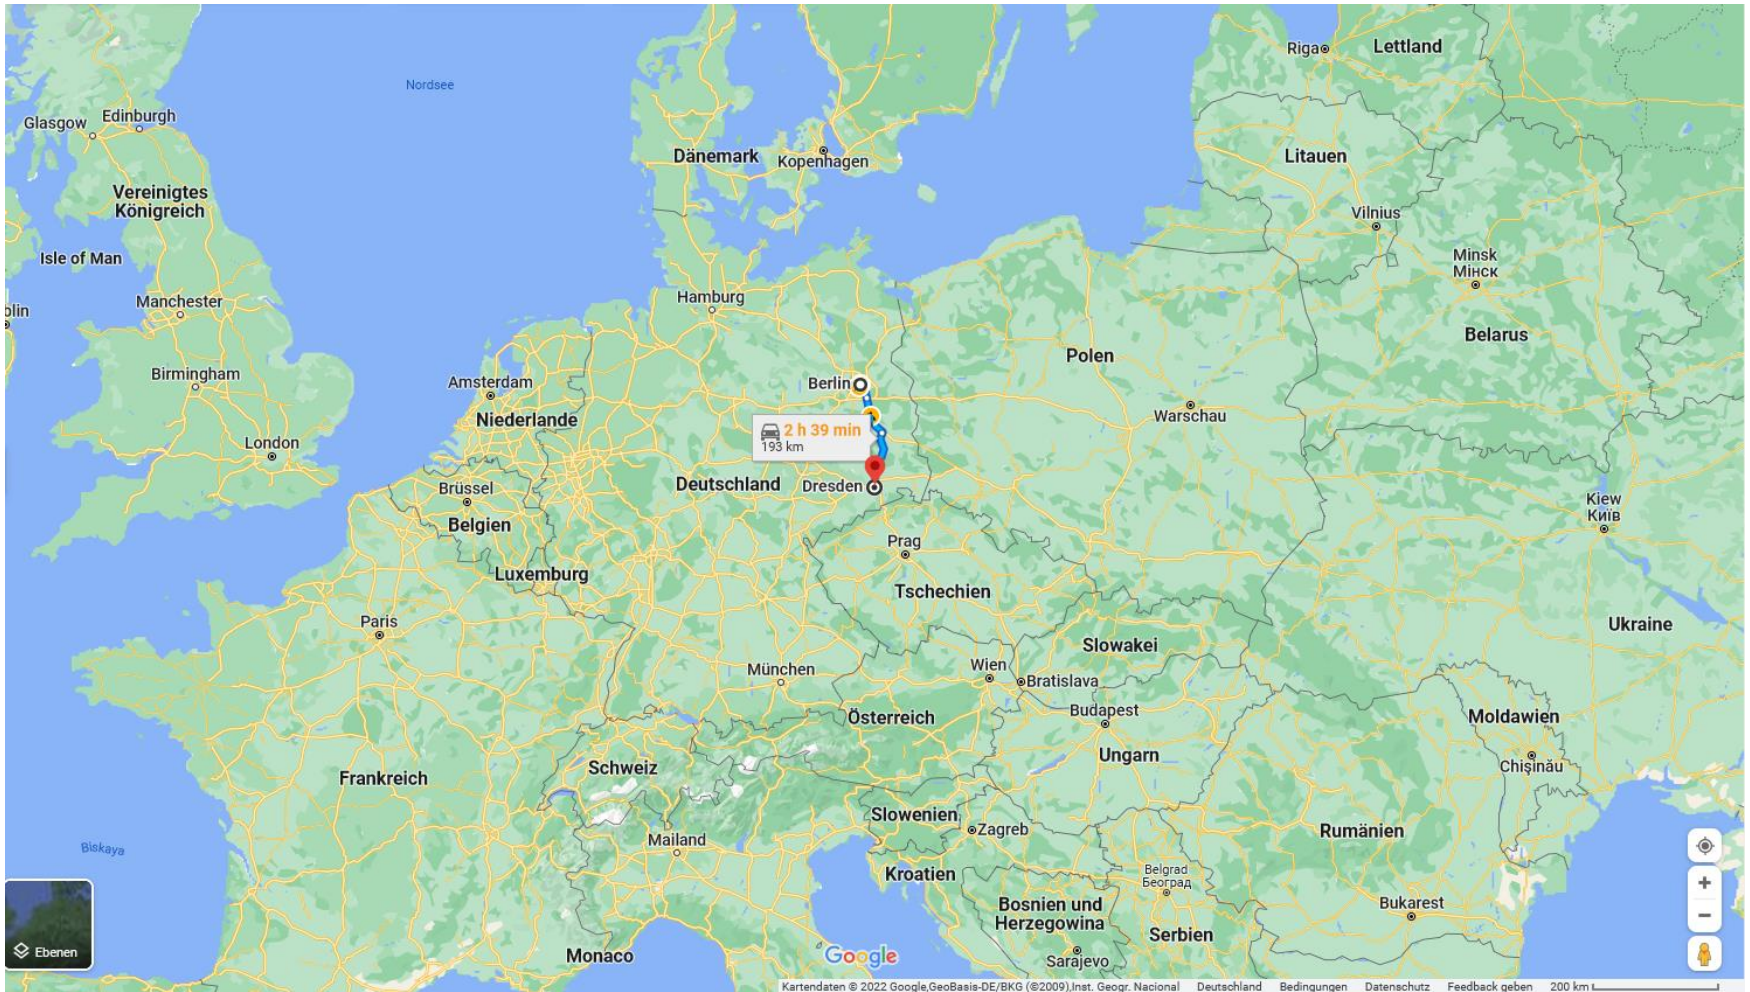 Riga
Lettland
Nordsee
Edinburgh
Glasgow
Dänemark
Kopenhagen
Litauen
Vereinigtes
Königreich
Vilnius
Isle of Man
Minsk
Мінск
Hamburg
Manchester
blin
Belarus
Polen
Birmingham
Amsterdam
Berlin
Niederlande
Warschau
2 h 39 min
193 km
London
Deutschland
Dresden
Brüssel
Belgien
Kiew
Київ
Prag
Luxemburg
Tschechien
Paris
Ukraine
Slowakei
München
Wien
Bratislava
Österreich
Budapest
Moldawien
Ungarn
Chișinău
Schweiz
Frankreich
Slowenien
Zagreb
Rumänien
Mailand
Biskaya
Kroatien
Belgrad
Београд
Bosnien und
Herzegowina
Bukarest
Serbien
Ebenen
Monaco
Google
Sarajevo
Kartendaten © 2022 Google,GeoBasis-DE/BKG (©2009),Inst. Geogr. Nacional Deutschland Bedingungen Datenschutz Feedback geben 200 km